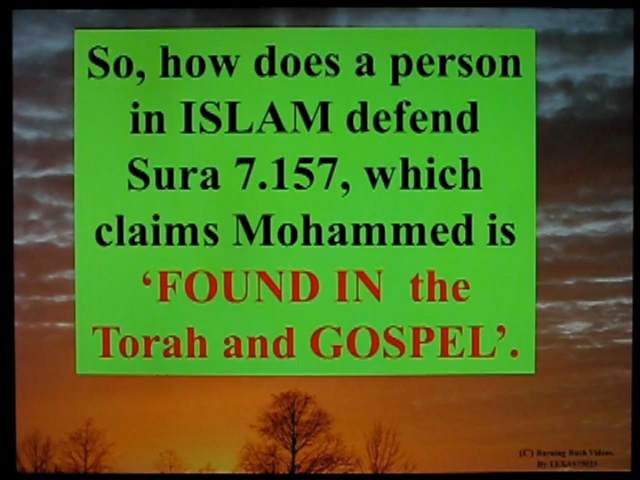 So, how does a person
in ISLAM defend
Sura 7.157, which
claims Mohammed is
‘FOUND IN the
Torah and GOSPEL’.
(C) Burning Bush Videos.